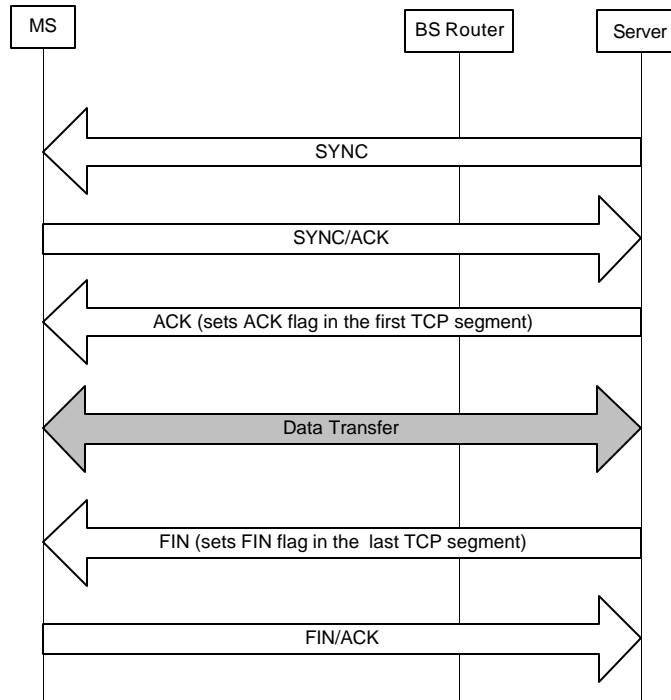 MS
BS Router
Server
SYNC
SYNC/ACK
ACK (sets ACK flag in the first TCP segment)
Data Transfer
FIN (sets FIN flag in the last TCP segment)
FIN/ACK